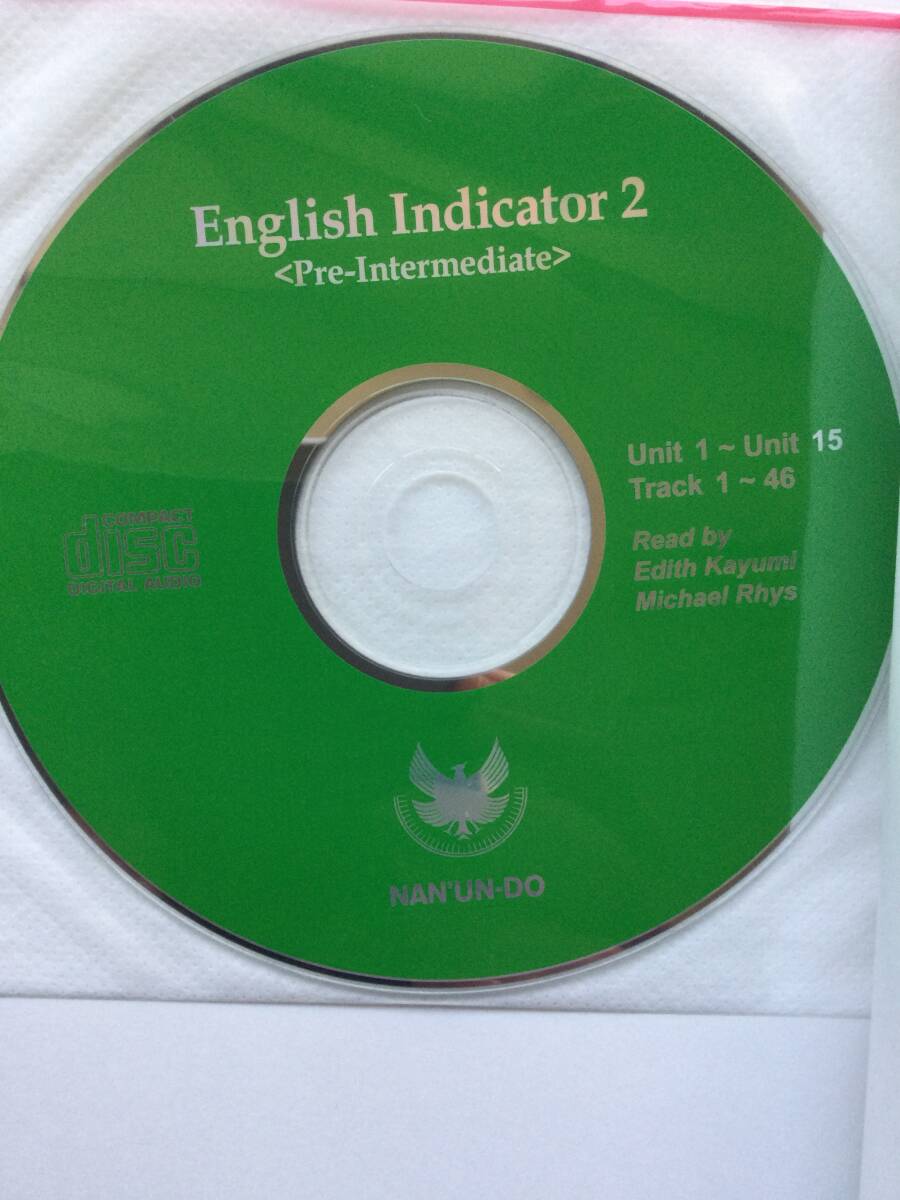 English Indicator 2
<Pre-Intermediate>
Unit 1 ~ Unit 15
Track 1 ~ 46
Read by
Edith Kayumi
Michael Rhys
COMPACT
disc
DIGITAL AUDIO
NAN'UN-DO